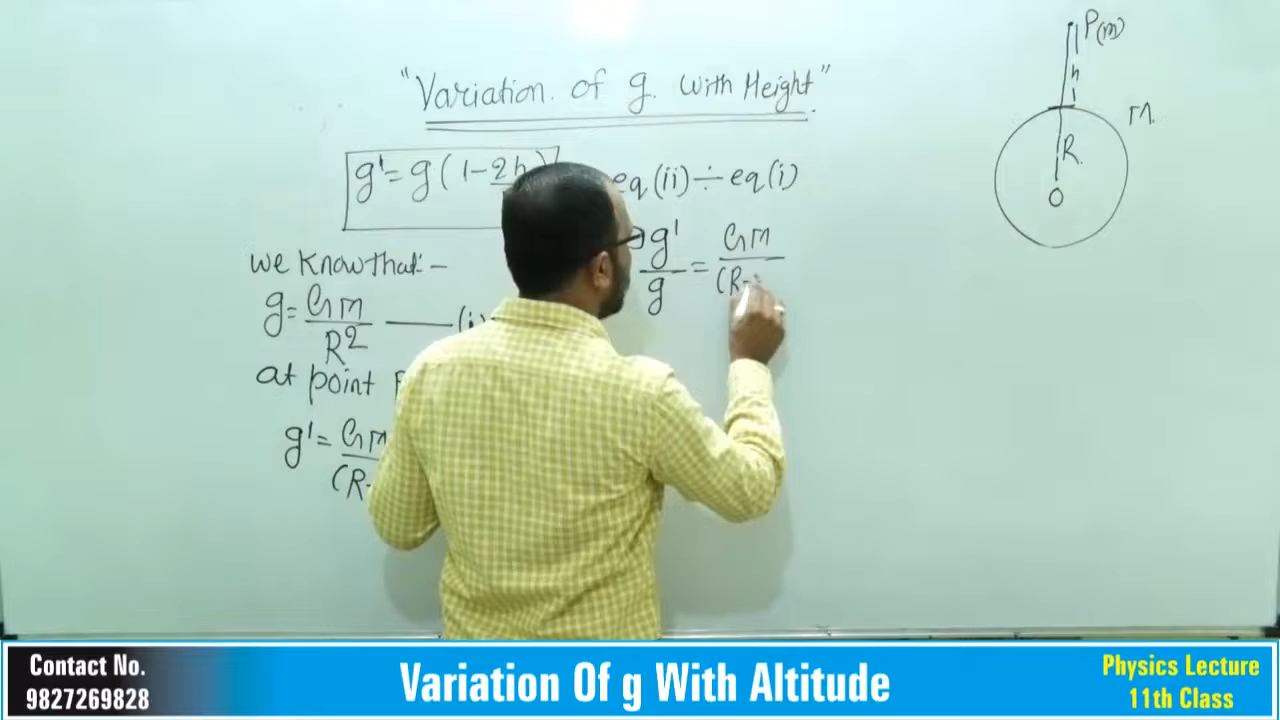 "Variation of g with Height"
g' = g(1 - 2h
eq(ii) ÷ eq(i)
we know that: -
g = GM
R²
(i)
at point P
g' = GM
(R
g' = GM
g (R-
P(m)
h
M
R
O
Contact No.
9827269828
Variation Of g With Altitude
Physics Lecture
11th Class